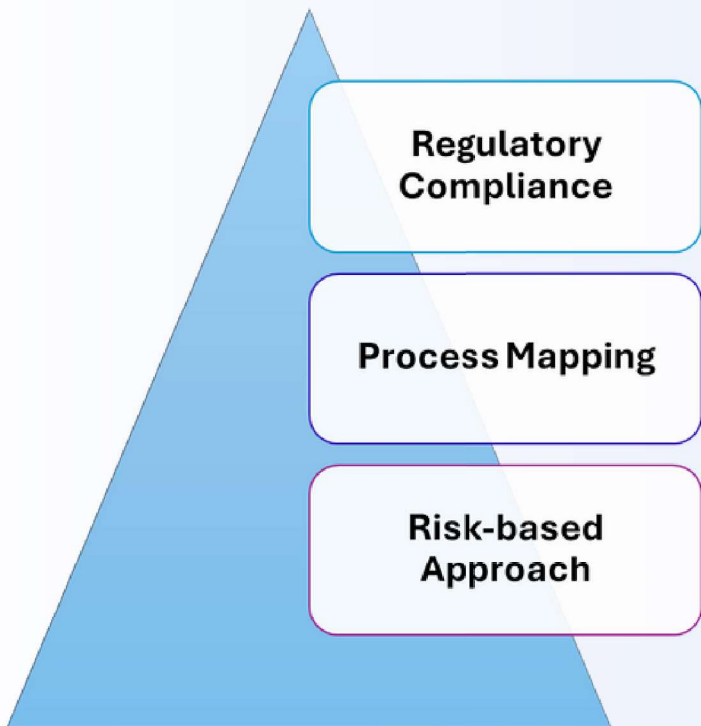 Regulatory
Compliance
Process Mapping
Risk-based
Approach